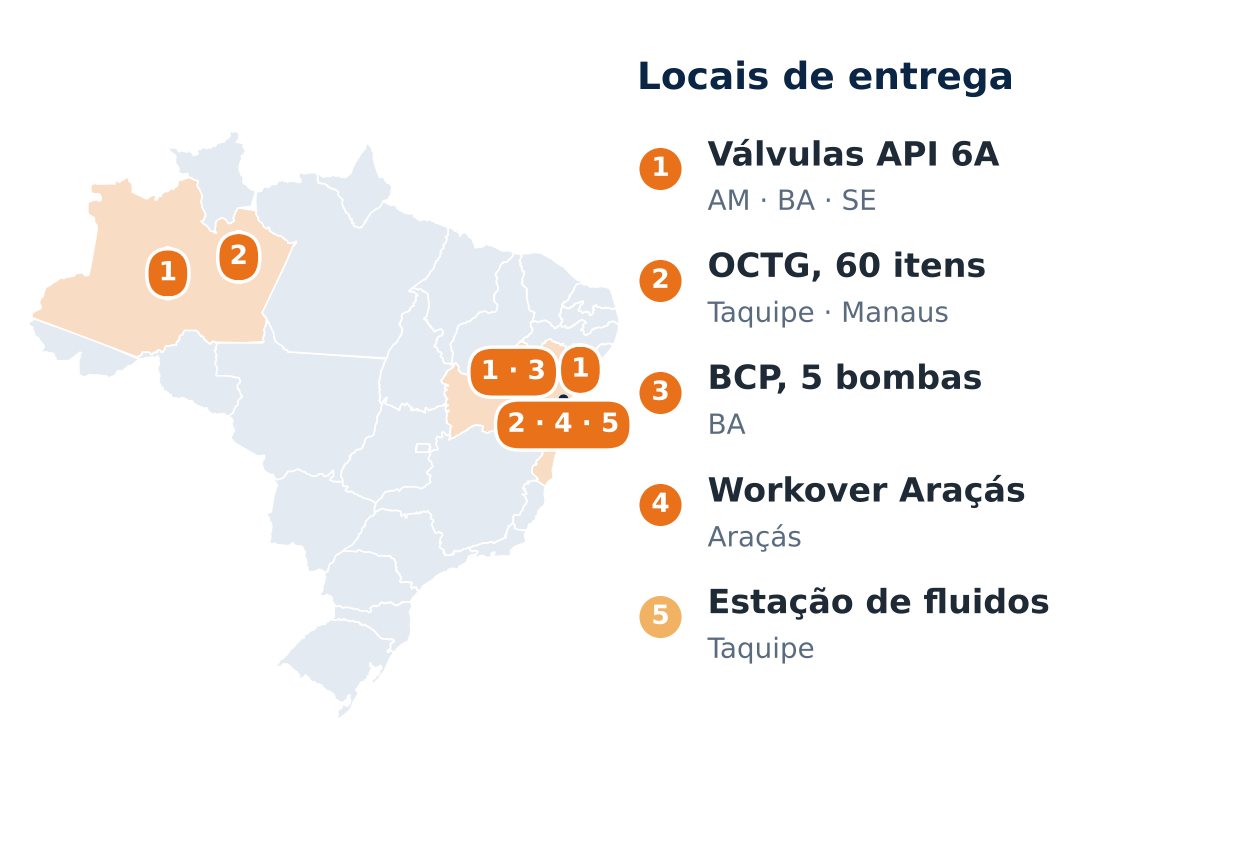 Locais de entrega
1 Válvulas API 6A
AM · BA · SE
2 OCTG, 60 itens
Taquipe · Manaus
3 BCP, 5 bombas
BA
4 Workover Araçás
Araçás
5 Estação de fluidos
Taquipe
1
2
1 · 3
1
2 · 4 · 5